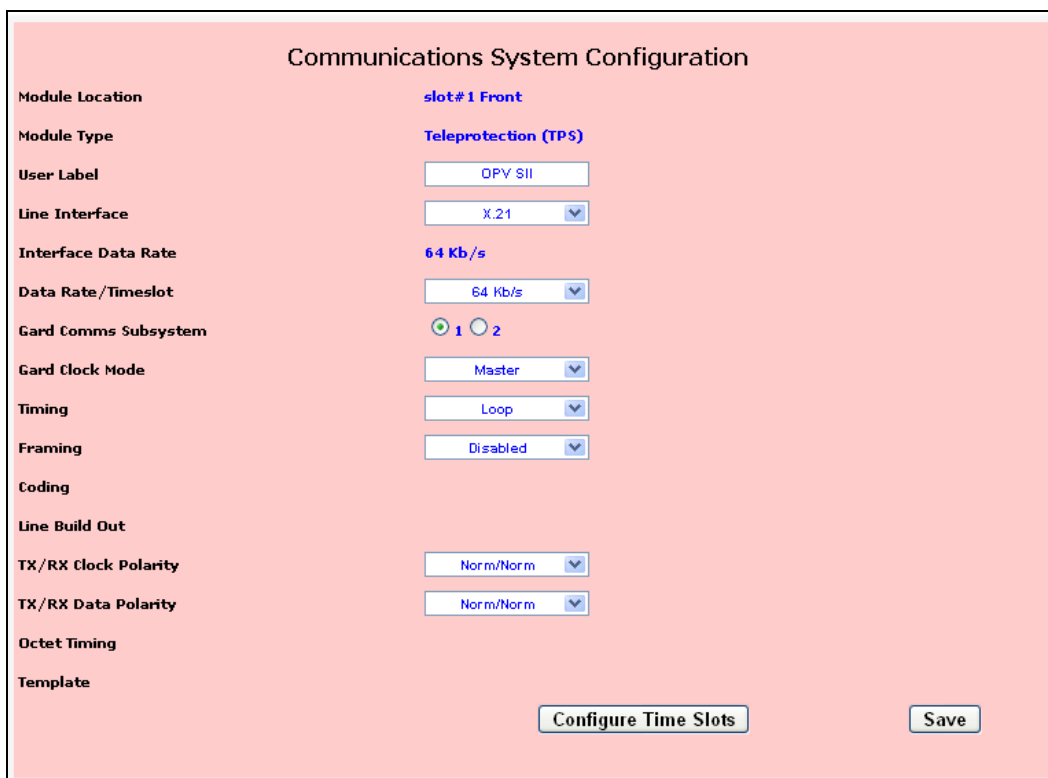 Communications System Configuration
Module Location slot#1 Front
Module Type Teleprotection (TPS)
User Label OPV SII
Line Interface X.21
Interface Data Rate 64 Kb/s
Data Rate/Timeslot 64 Kb/s
Gard Comms Subsystem 1 2
Gard Clock Mode Master
Timing Loop
Framing Disabled
Coding
Line Build Out
TX/RX Clock Polarity Norm/Norm
TX/RX Data Polarity Norm/Norm
Octet Timing
Template
Configure Time Slots Save